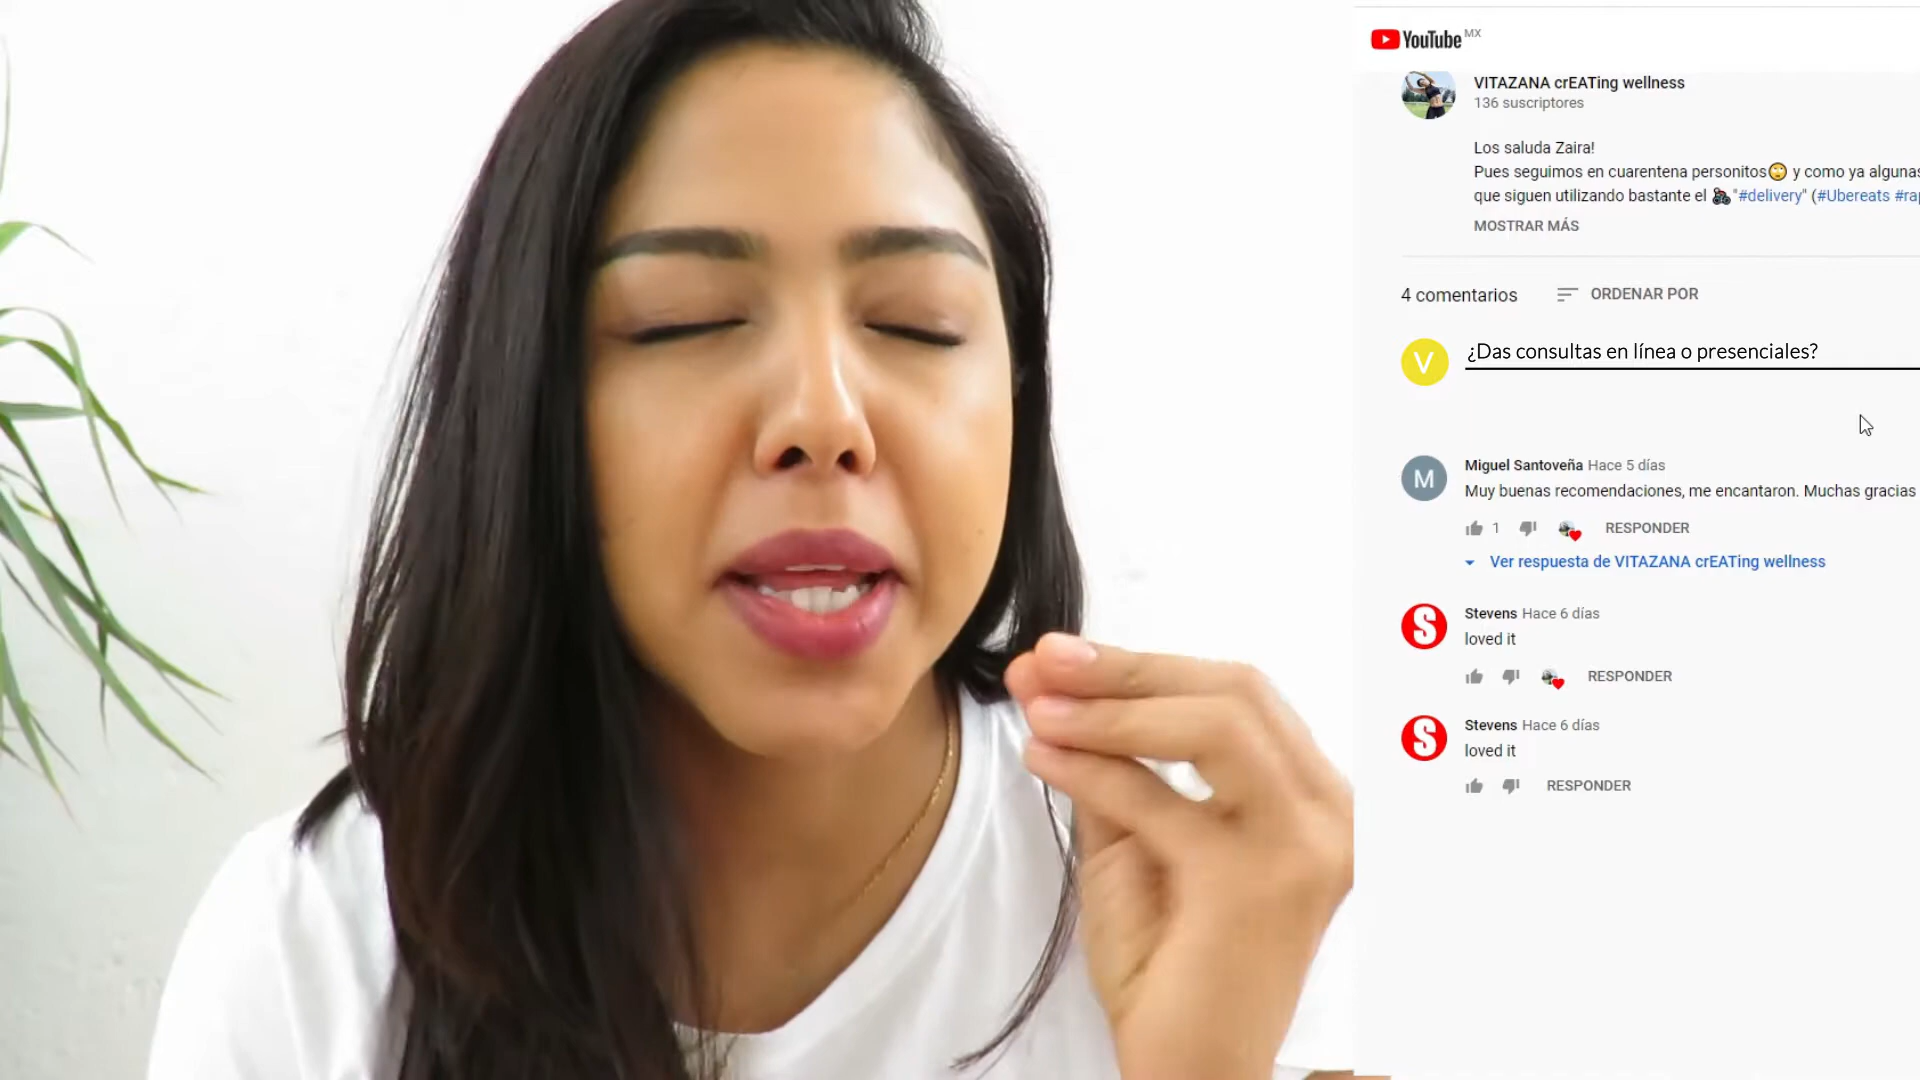 YouTube MX
VITAZANA crEATing wellness
136 suscriptores
Los saluda Zaira!
Pues seguimos en cuarentena personitos🙄 y como ya algunas
que siguen utilizando bastante el 🚴 "#delivery" (#Ubereats #rap
MOSTRAR MÁS
4 comentarios ORDENAR POR
V ¿Das consultas en línea o presenciales?
M Miguel Santoveña Hace 5 días
Muy buenas recomendaciones, me encantaron. Muchas gracias
1 RESPONDER
Ver respuesta de VITAZANA crEATing wellness
S Stevens Hace 6 días
loved it
RESPONDER
S Stevens Hace 6 días
loved it
RESPONDER